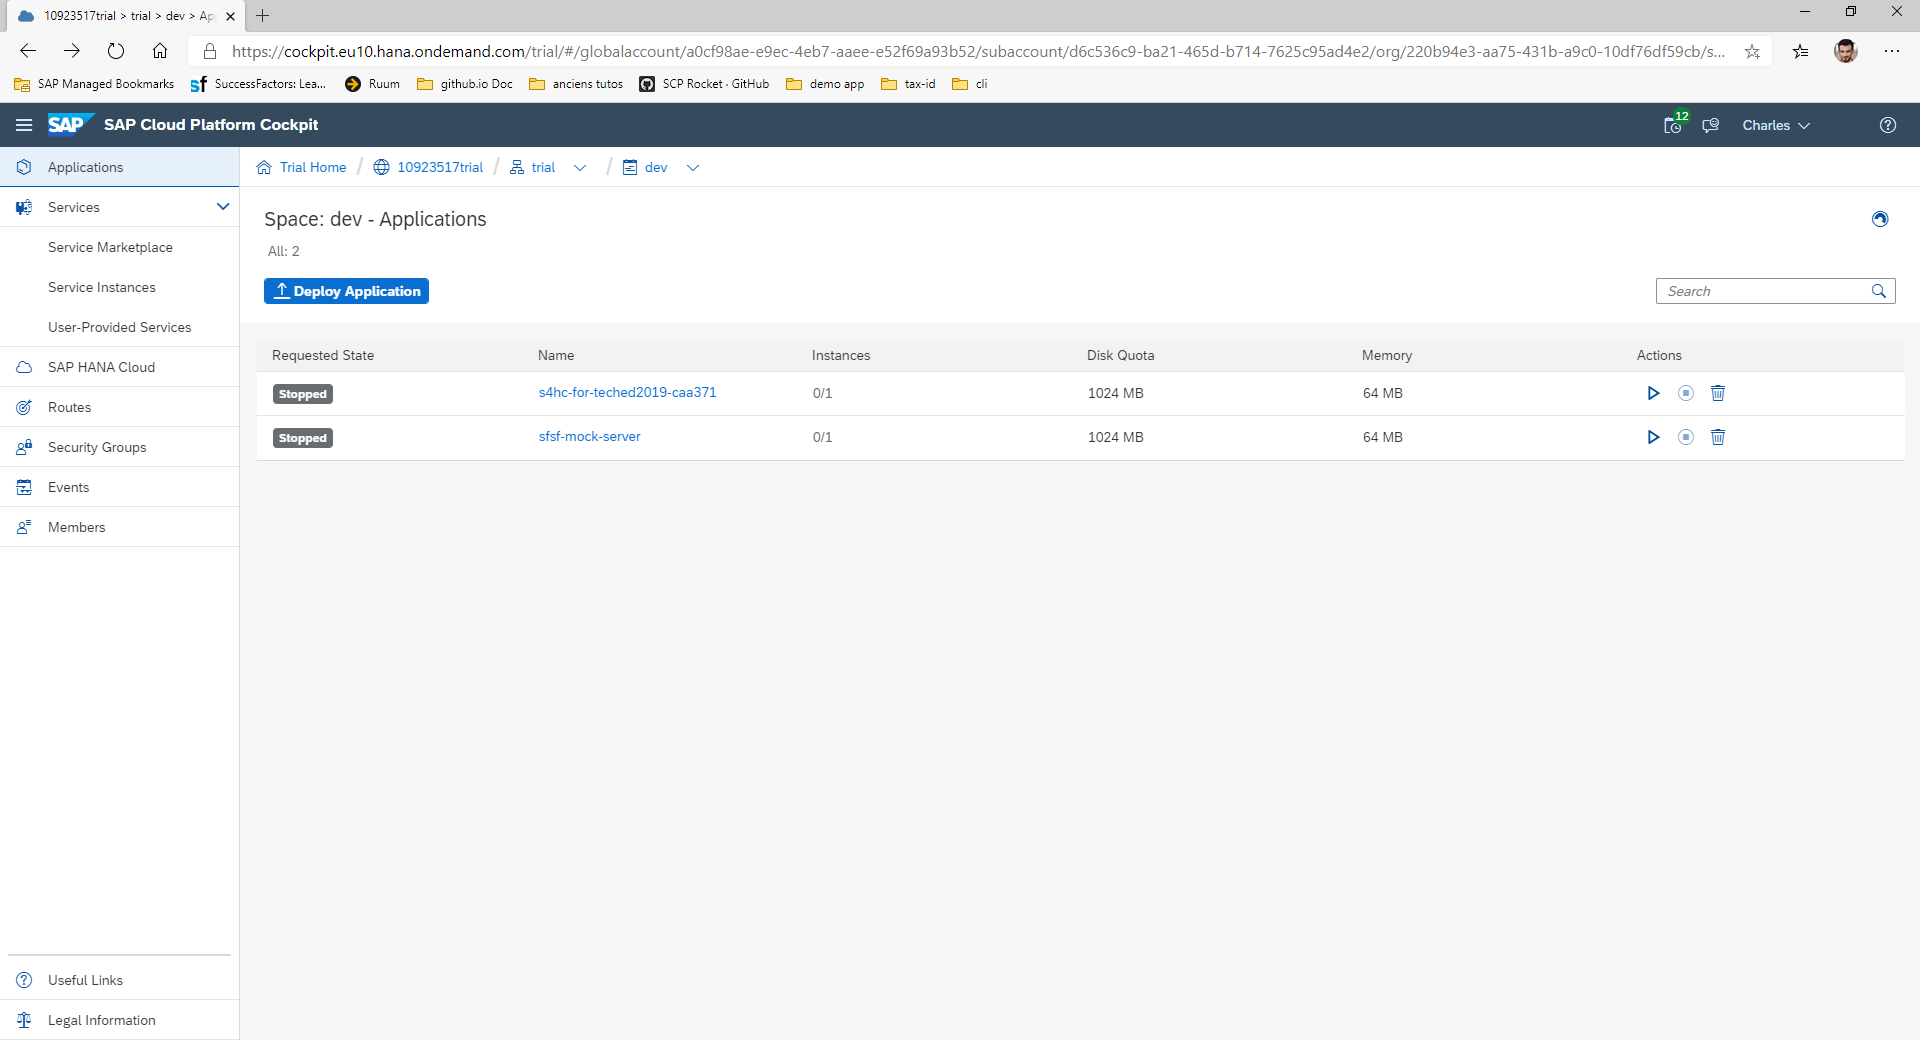 10923517trial > trial > dev > Ap
https://cockpit.eu10.hana.ondemand.com/trial/#/globalaccount/a0cf98ae-e9ec-4eb7-aaee-e52f69a93b52/subaccount/d6c536c9-ba21-465d-b714-7625c95ad4e2/org/220b94e3-aa75-431b-a9c0-10df76df59cb/s...
SAP Managed Bookmarks SuccessFactors: Lea... Ruum github.io Doc anciens tutos SCP Rocket · GitHub demo app tax-id cli
SAP SAP Cloud Platform Cockpit 12 Charles
Applications
Trial Home / 10923517trial / trial / dev
Services
Service Marketplace
Service Instances
User-Provided Services
SAP HANA Cloud
Routes
Security Groups
Events
Members
Useful Links
Legal Information
Space: dev - Applications
All: 2
Deploy Application
Search
Requested State Name Instances Disk Quota Memory Actions
Stopped s4hc-for-teched2019-caa371 0/1 1024 MB 64 MB
Stopped sfsf-mock-server 0/1 1024 MB 64 MB